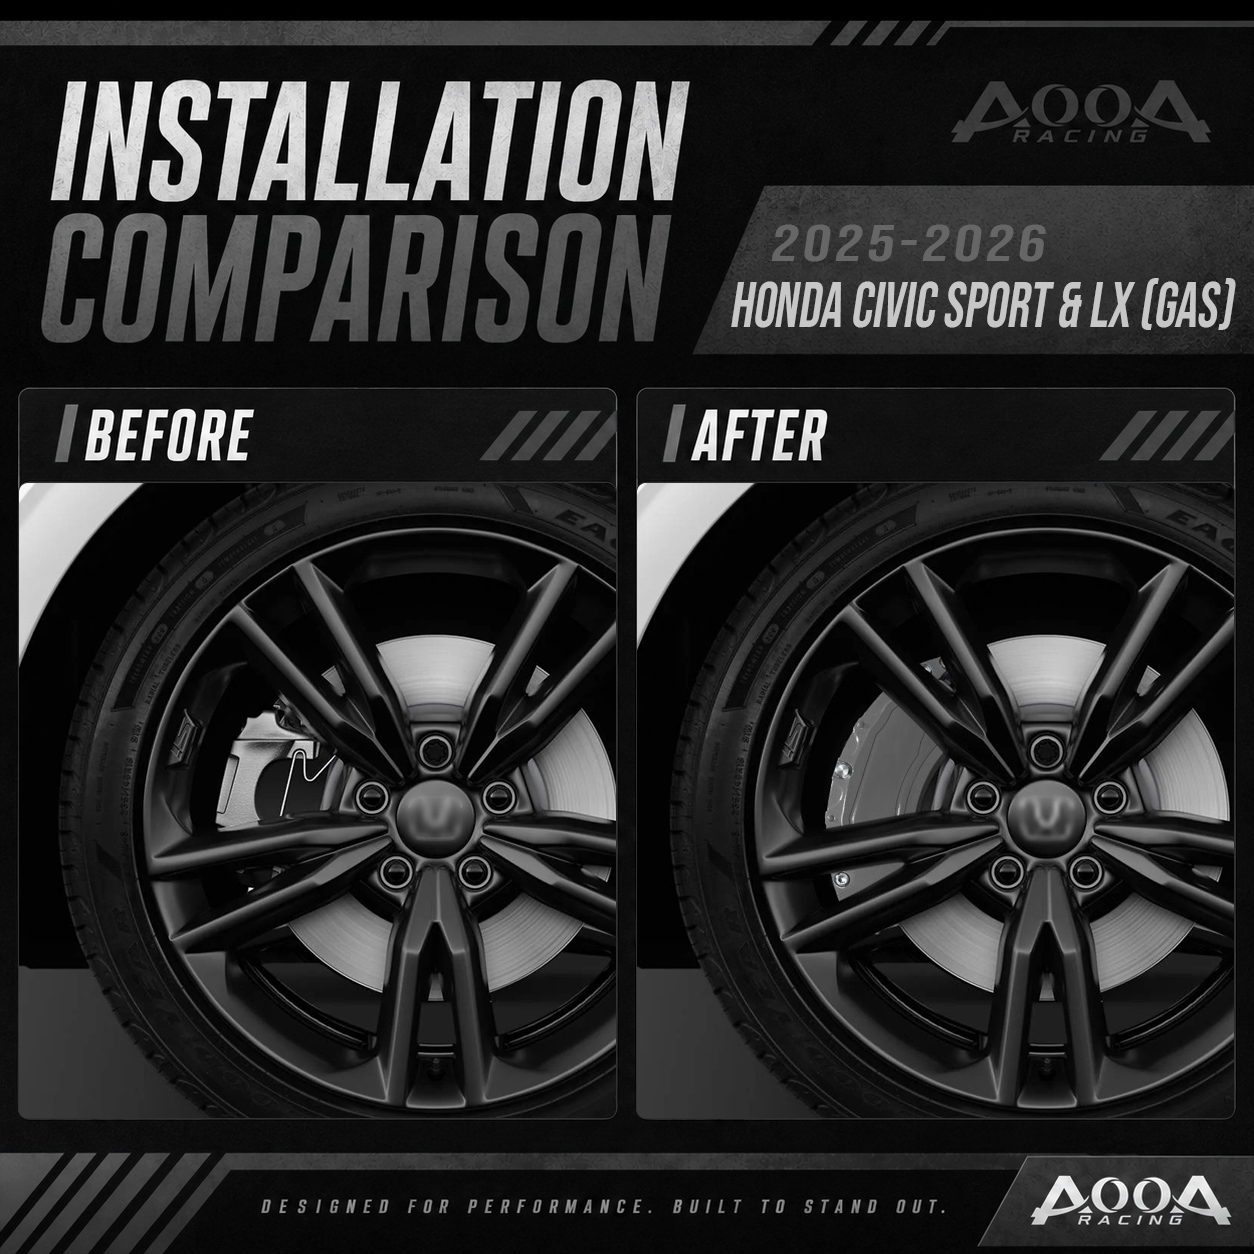 INSTALLATION
COMPARISON
AOOA
RACING
2025-2026
HONDA CIVIC SPORT & LX (GAS)
BEFORE
AFTER
DESIGNED FOR PERFORMANCE. BUILT TO STAND OUT.
AOOA
RACING